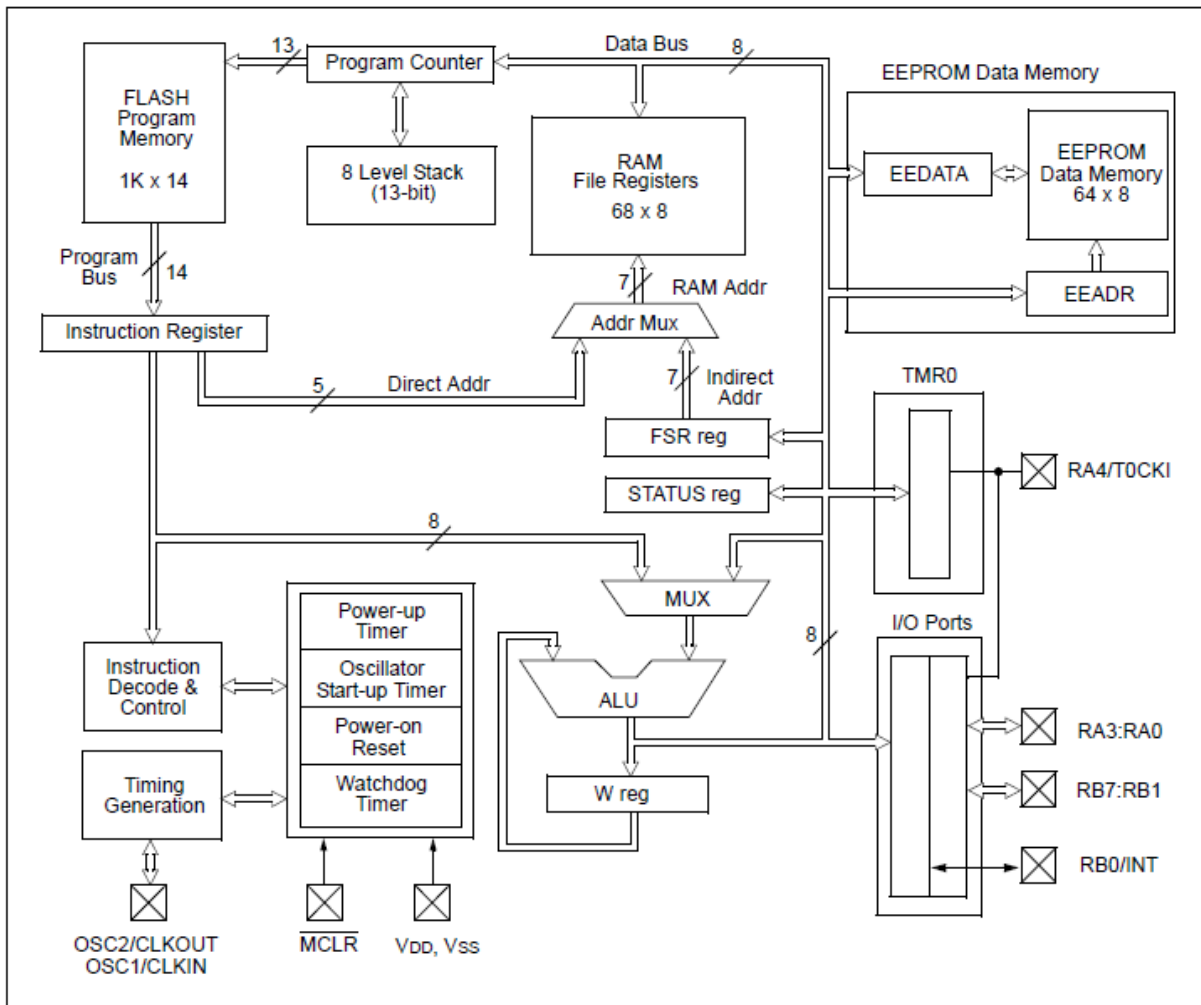 13
Program Counter
Data Bus
8
EEPROM Data Memory
FLASH
Program
Memory
1K x 14
8 Level Stack
(13-bit)
RAM
File Registers
68 x 8
EEDATA
EEPROM
Data Memory
64 x 8
EEADR
Program
Bus
14
7
RAM Addr
Addr Mux
Instruction Register
5
Direct Addr
7
Indirect
Addr
FSR reg
STATUS reg
TMR0
RA4/T0CKI
8
MUX
8
I/O Ports
Power-up
Timer
Oscillator
Start-up Timer
Power-on
Reset
Watchdog
Timer
Instruction
Decode &
Control
Timing
Generation
ALU
W reg
RA3:RA0
RB7:RB1
RB0/INT
OSC2/CLKOUT
OSC1/CLKIN
MCLR
VDD, VSS